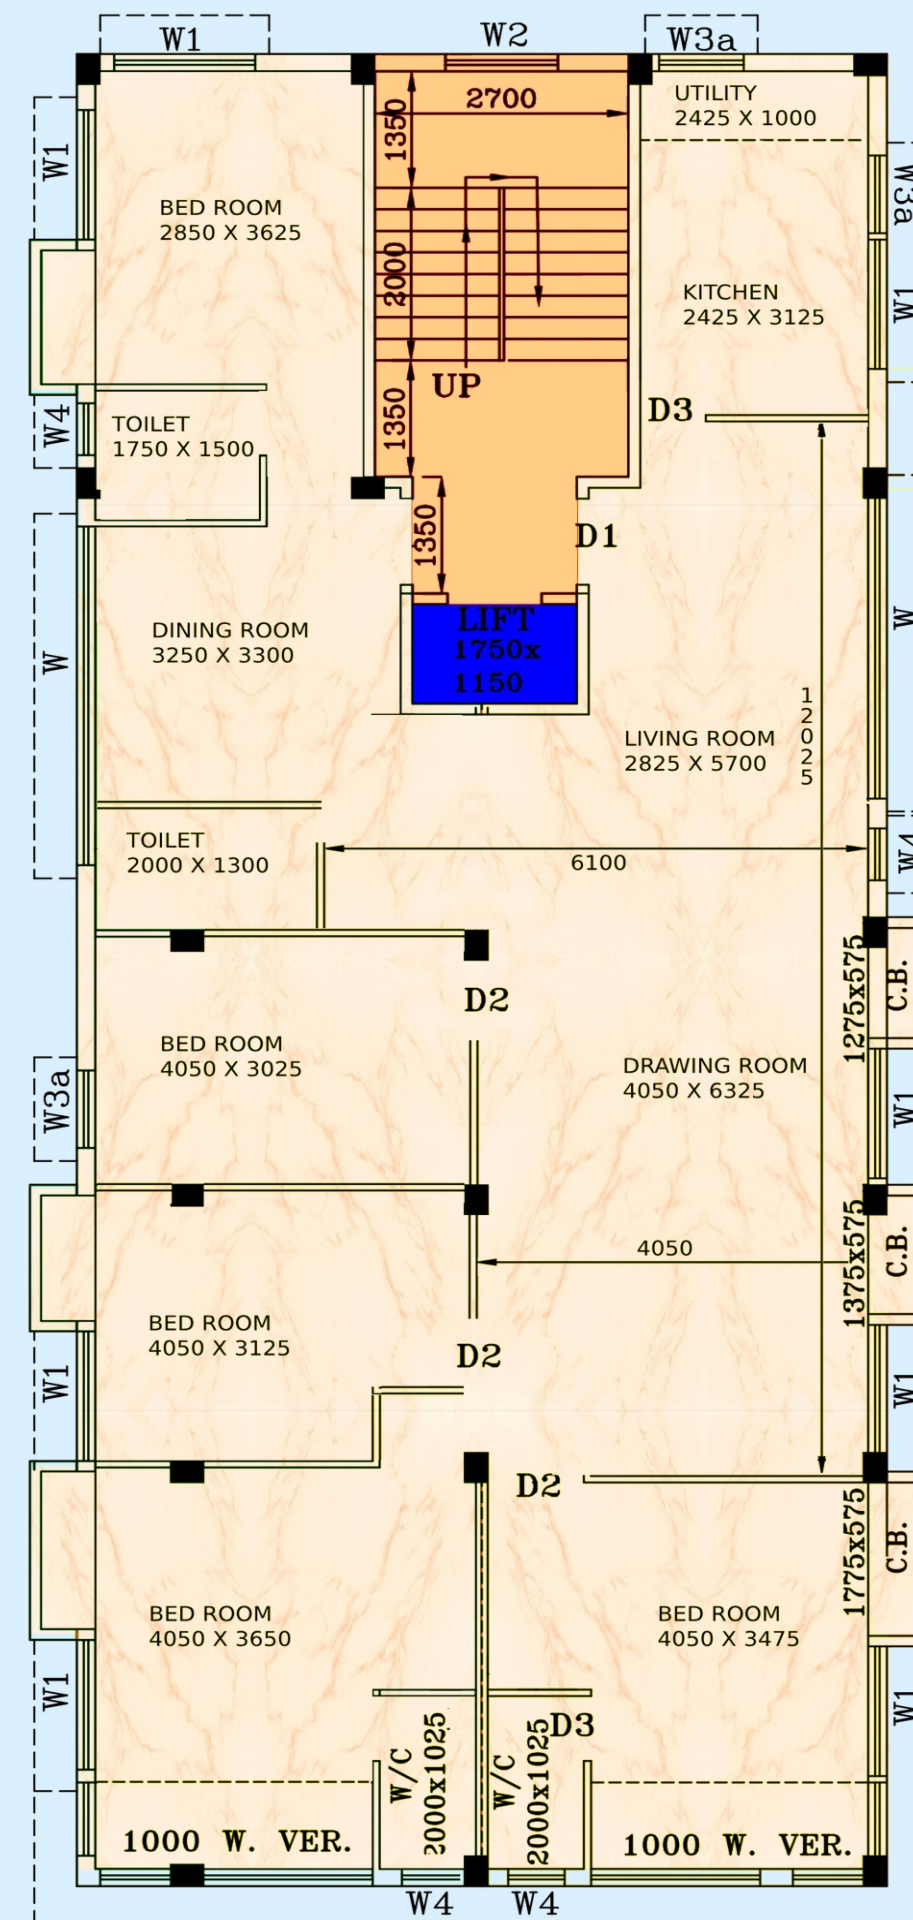 W1
W2
W3a
UTILITY
2425 X 1000
2700
1350
W1
W3a
BED ROOM
2850 X 3625
2000
KITCHEN
2425 X 3125
W1
UP
1350
D3
W4
TOILET
1750 X 1500
1350
D1
LIFT
1750x
1150
DINING ROOM
3250 X 3300
W
W
LIVING ROOM
2825 X 5700
12025
TOILET
2000 X 1300
6100
W4
1275x575
C.B.
D2
BED ROOM
4050 X 3025
DRAWING ROOM
4050 X 6325
W3a
W1
4050
1375x575
C.B.
BED ROOM
4050 X 3125
D2
W1
W1
D2
1775x575
C.B.
BED ROOM
4050 X 3650
BED ROOM
4050 X 3475
W1
W1
D3
W/C
2000x1025
W/C
2000x1025
1000 W. VER.
1000 W. VER.
W4
W4